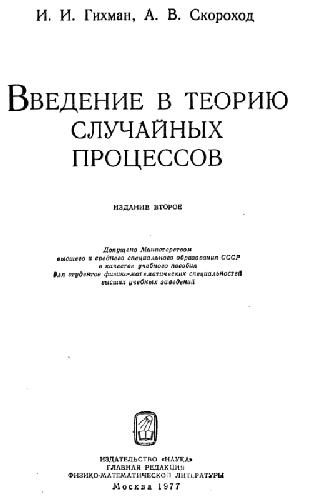 И. И. Гихман, А. В. Скороход
ВВЕДЕНИЕ В ТЕОРИЮ
СЛУЧАЙНЫХ
ПРОЦЕССОВ
ИЗДАНИЕ ВТОРОЕ
Допущено Министерством
высшего и среднего специального образования СССР
в качестве учебного пособия
для студентов физико-математических специальностей
высших учебных заведений
ИЗДАТЕЛЬСТВО «НАУКА»
ГЛАВНАЯ РЕДАКЦИЯ
ФИЗИКО-МАТЕМАТИЧЕСКОЙ ЛИТЕРАТУРЫ
Москва 1977